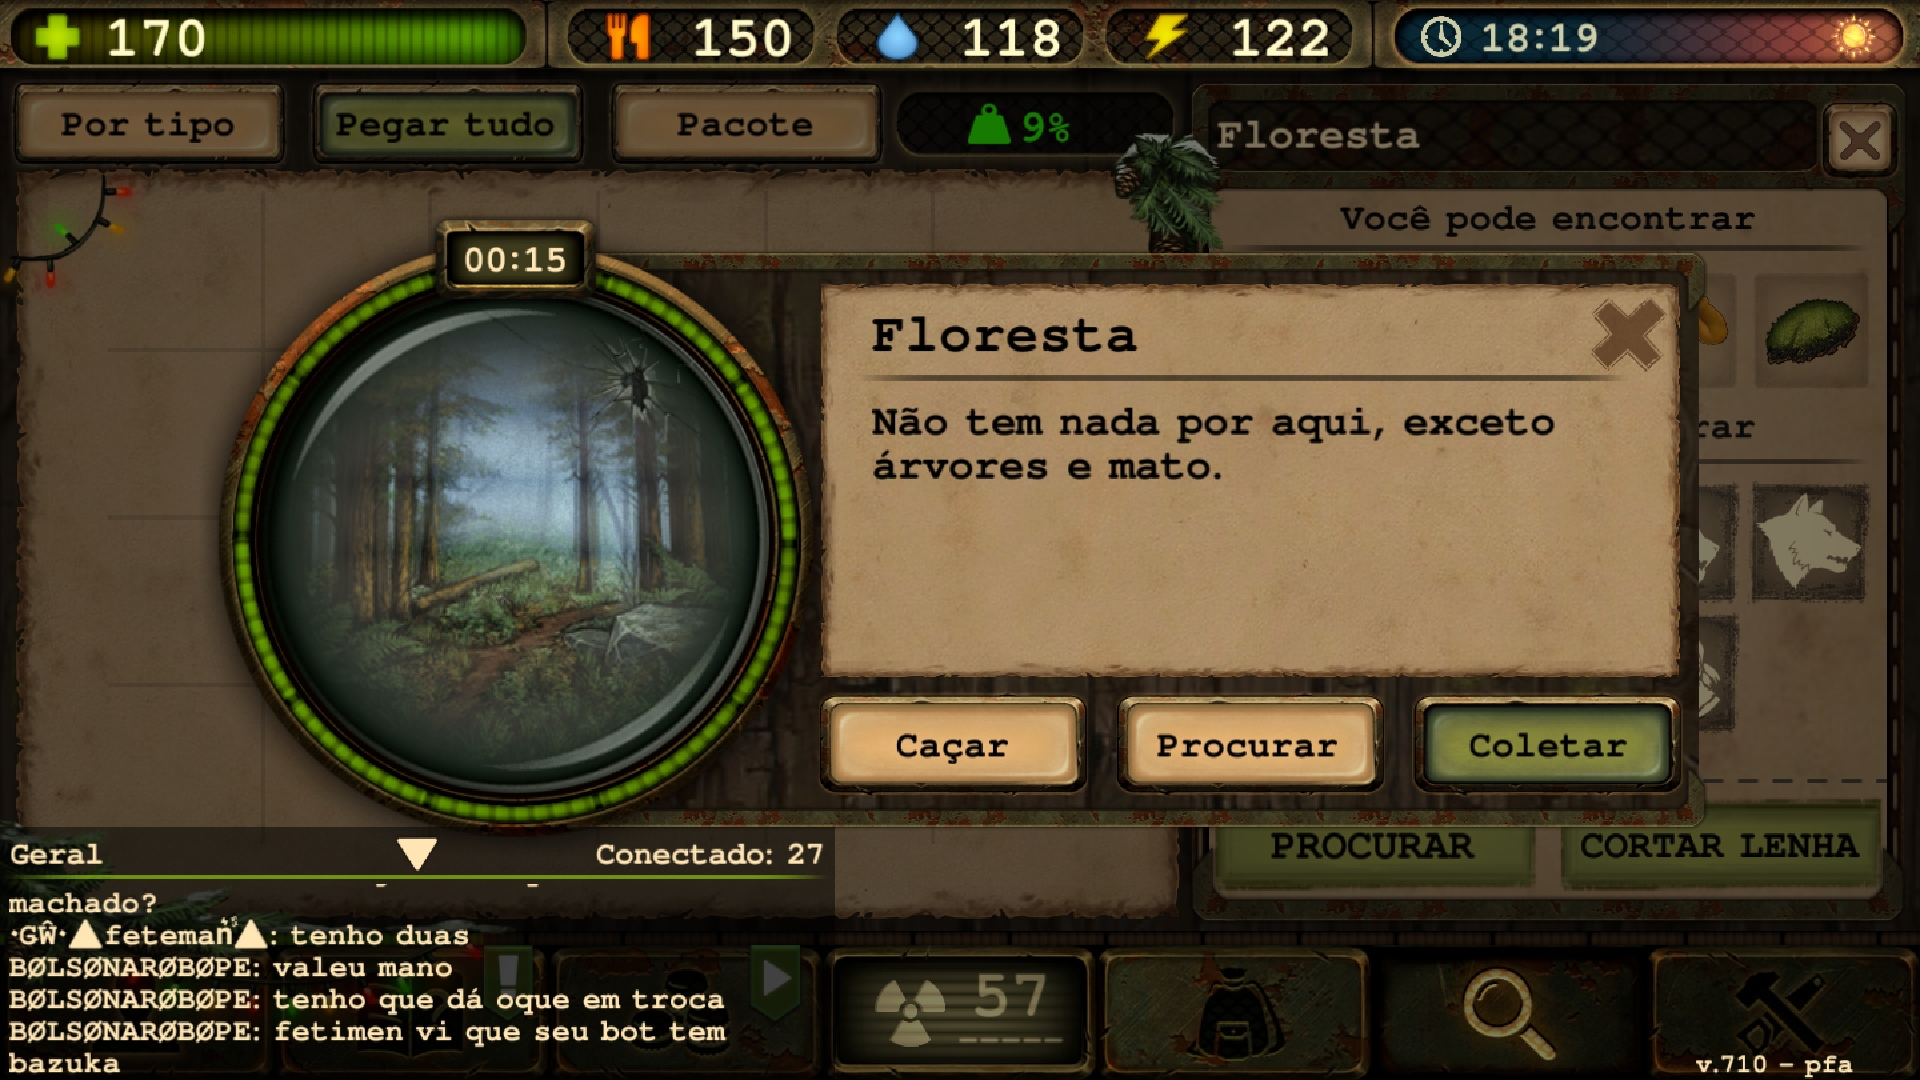 170 150 118 122 18:19
Por tipo Pegar tudo Pacote 9% Floresta
Você pode encontrar
00:15
Floresta
Não tem nada por aqui, exceto
árvores e mato.
Caçar Procurar Coletar
PROCURAR CORTAR LENHA
Geral Conectado: 27
machado?
tenho duas
BØLSØNARØBØPE: valeu mano
BØLSØNARØBØPE: tenho que dá oque em troca
BØLSØNARØBØPE: fetimen vi que seu bot tem
bazuka
57
v.710 - pfa